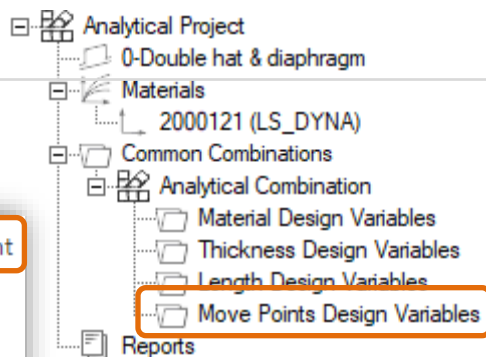 Analytical Project
0-Double hat & diaphragm
Materials
2000121 (LS_DYNA)
Common Combinations
Analytical Combination
Material Design Variables
Thickness Design Variables
Length Design Variables
Move Points Design Variables
Reports